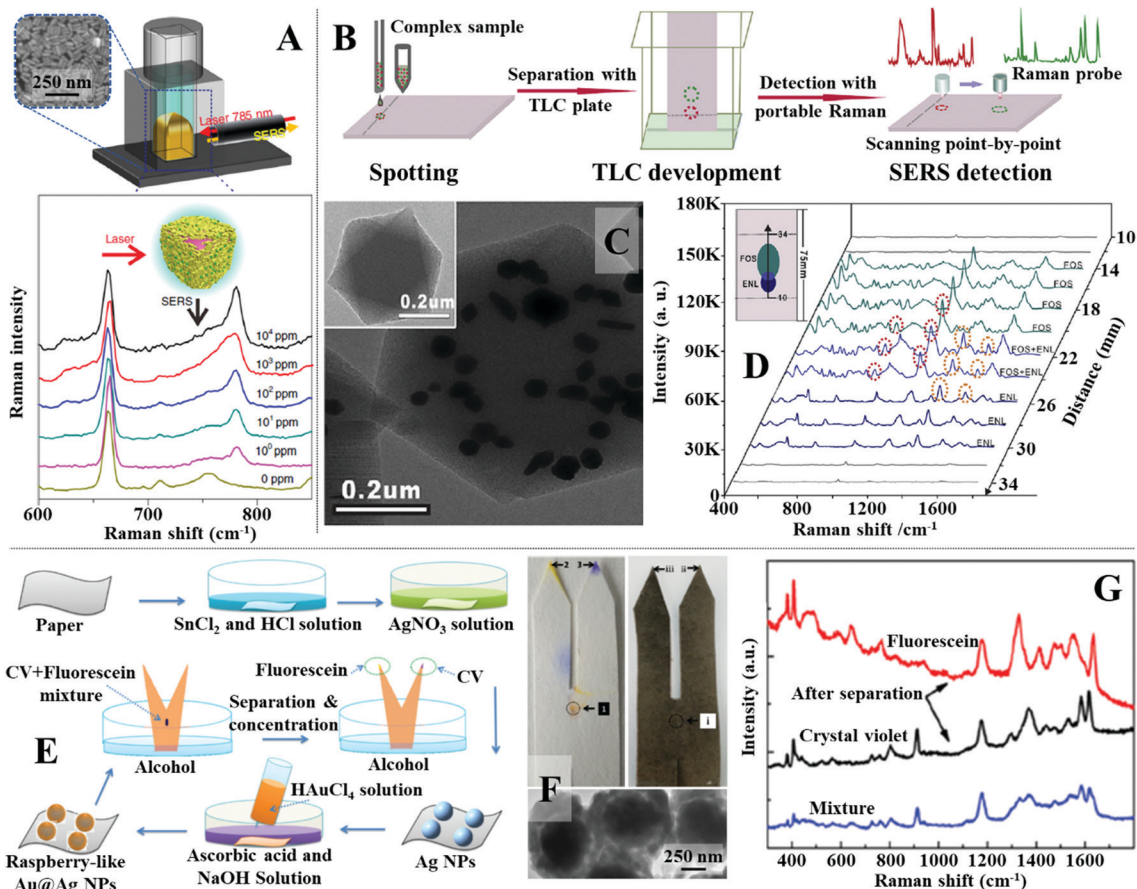 A
250 nm
Laser 785 nm
SERS
Laser
SERS
10⁴ ppm
10³ ppm
10² ppm
10¹ ppm
10⁰ ppm
0 ppm
Raman intensity
600
700
800
Raman shift (cm⁻¹)
B
Complex sample
Separation with
TLC plate
Detection with
portable Raman
Raman probe
Scanning point-by-point
Spotting
TLC development
SERS detection
C
0.2um
0.2um
D
180K
150K
120K
90K
60K
30K
0
Intensity (a. u.)
34
FOS
ENL
10
75mm
FOS
FOS
FOS
FOS
FOS+ENL
FOS+ENL
ENL
ENL
ENL
10
14
18
22
26
30
34
Distance (mm)
400
800
1200
1600
Raman shift /cm⁻¹
E
Paper
SnCl₂ and HCl solution
AgNO₃ solution
CV+Fluorescein
mixture
Alcohol
Separation &
concentration
Fluorescein
CV
Alcohol
HAuCl₄ solution
Raspberry-like
Au@Ag NPs
Ascorbic acid and
NaOH Solution
Ag NPs
F
2
3
1
iii
ii
i
250 nm
G
Fluorescein
After separation
Crystal violet
Mixture
Intensity (a.u.)
400
600
800
1000
1200
1400
1600
Raman shift (cm⁻¹)